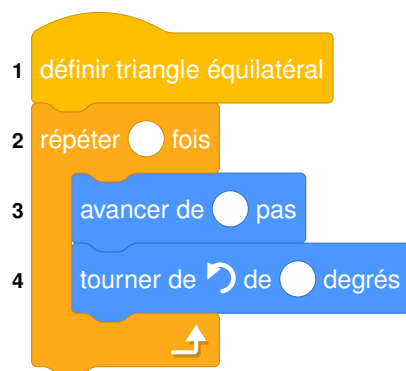 1 définir triangle équilatéral
2 répéter fois
3 avancer de pas
4 tourner de de degrés